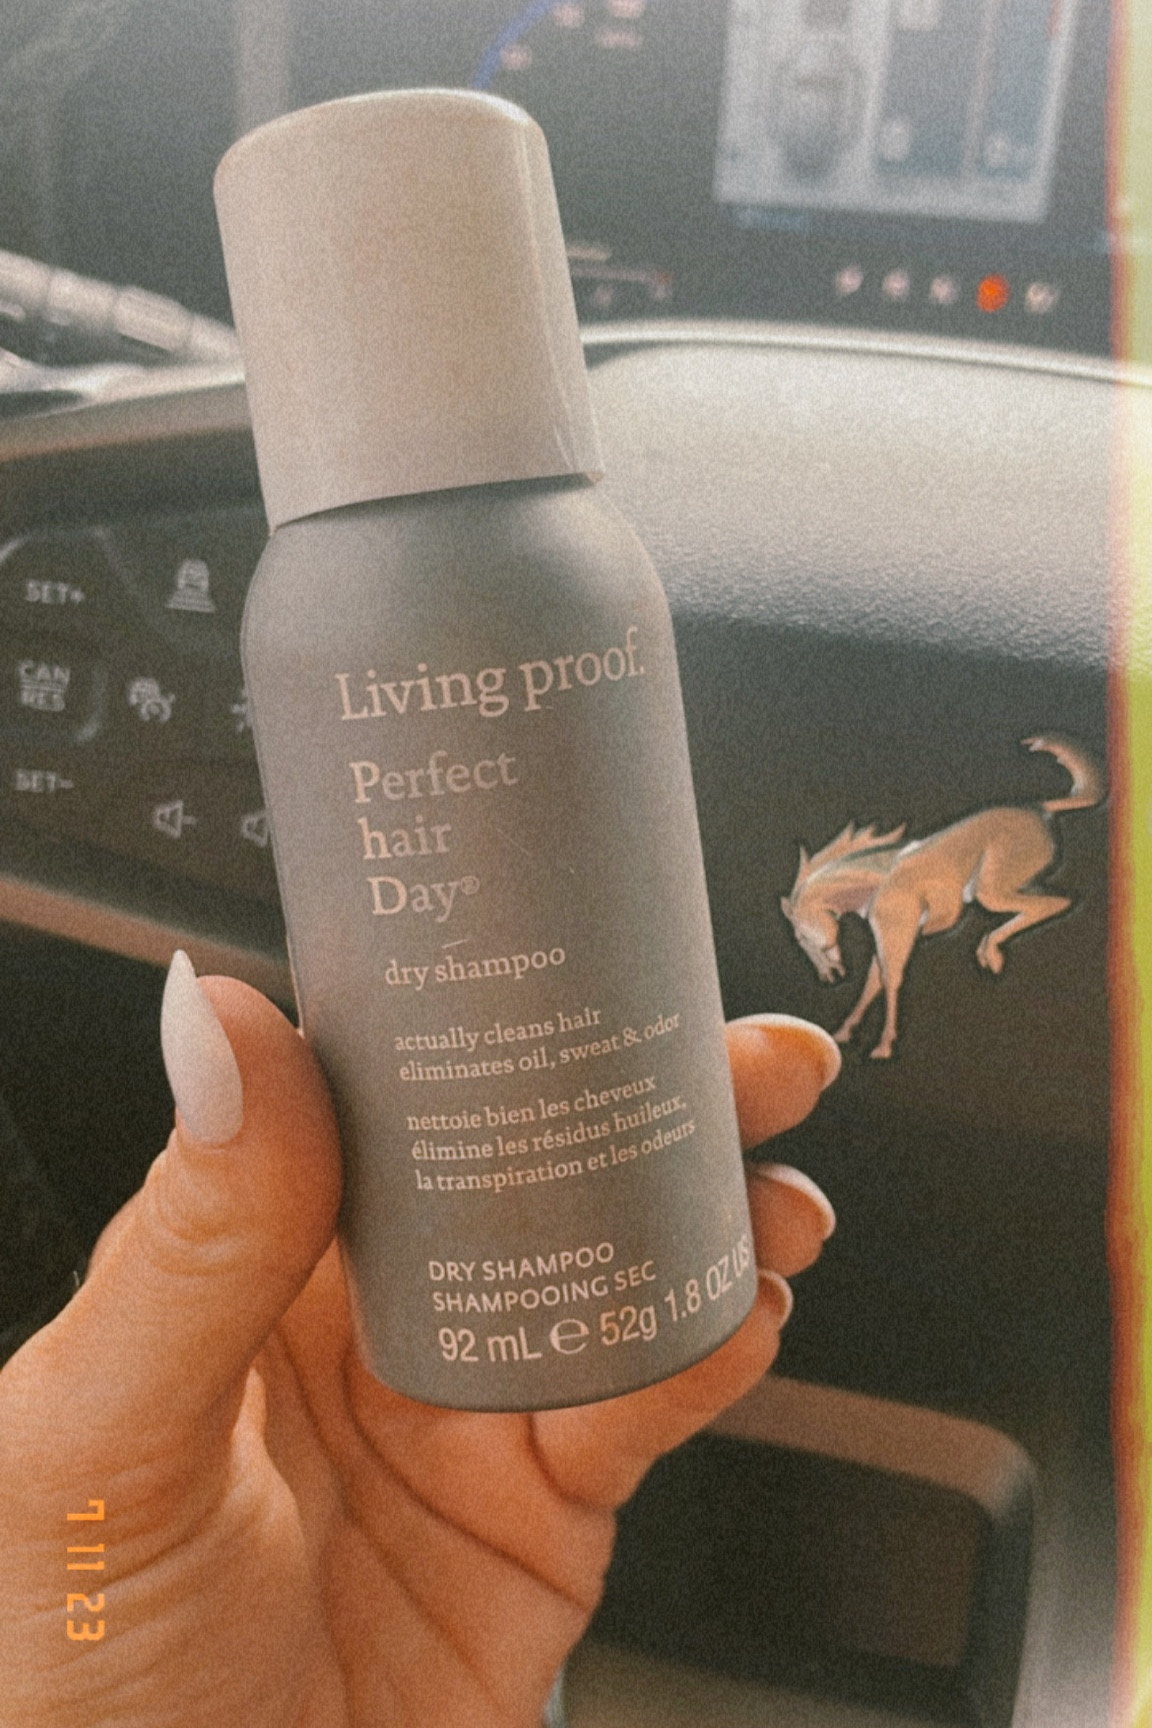 SET+
CAN
RES
SET-
Living proof.
Perfect
hair
Day®
dry shampoo
actually cleans hair
eliminates oil, sweat & odor
nettoie bien les cheveux
élimine les résidus huileux,
la transpiration et les odeurs
DRY SHAMPOO
SHAMPOOING SEC
92 mL ℮ 52g 1.8 OZ US
7 11 23